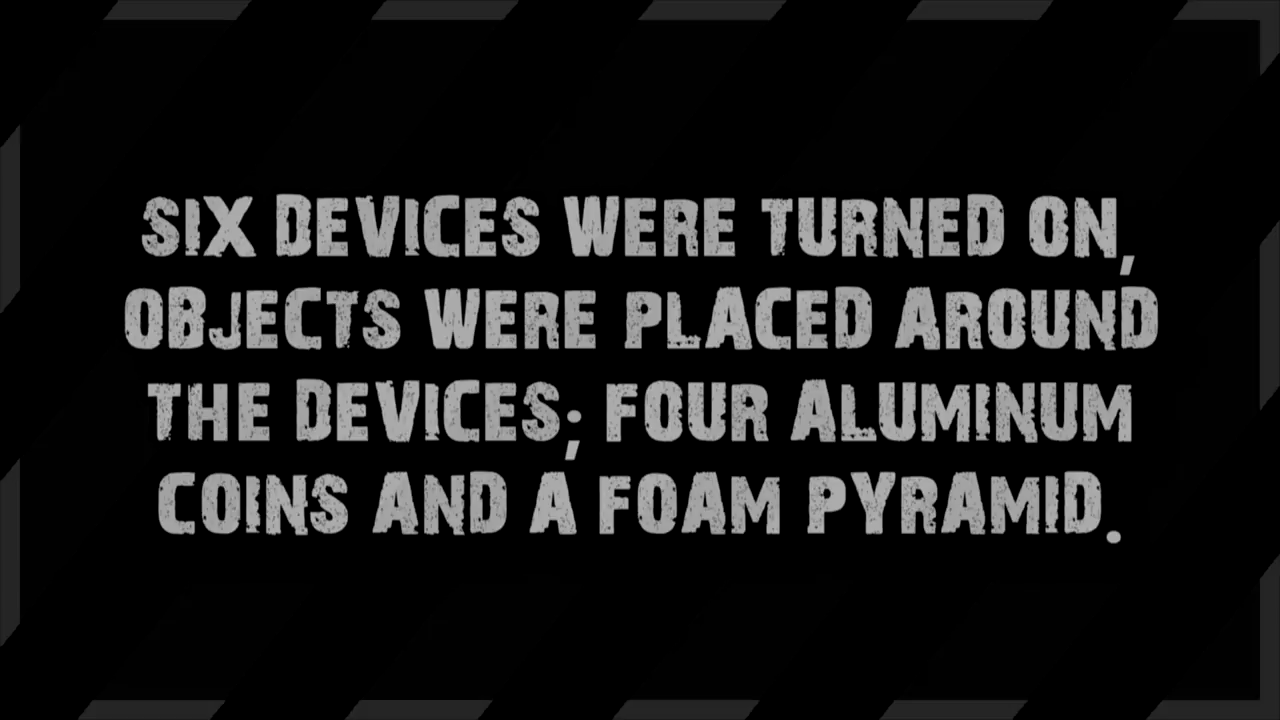 SIX DEVICES WERE TURNED ON,
OBJECTS WERE PLACED AROUND
THE DEVICES; FOUR ALUMINUM
COINS AND A FOAM PYRAMID.